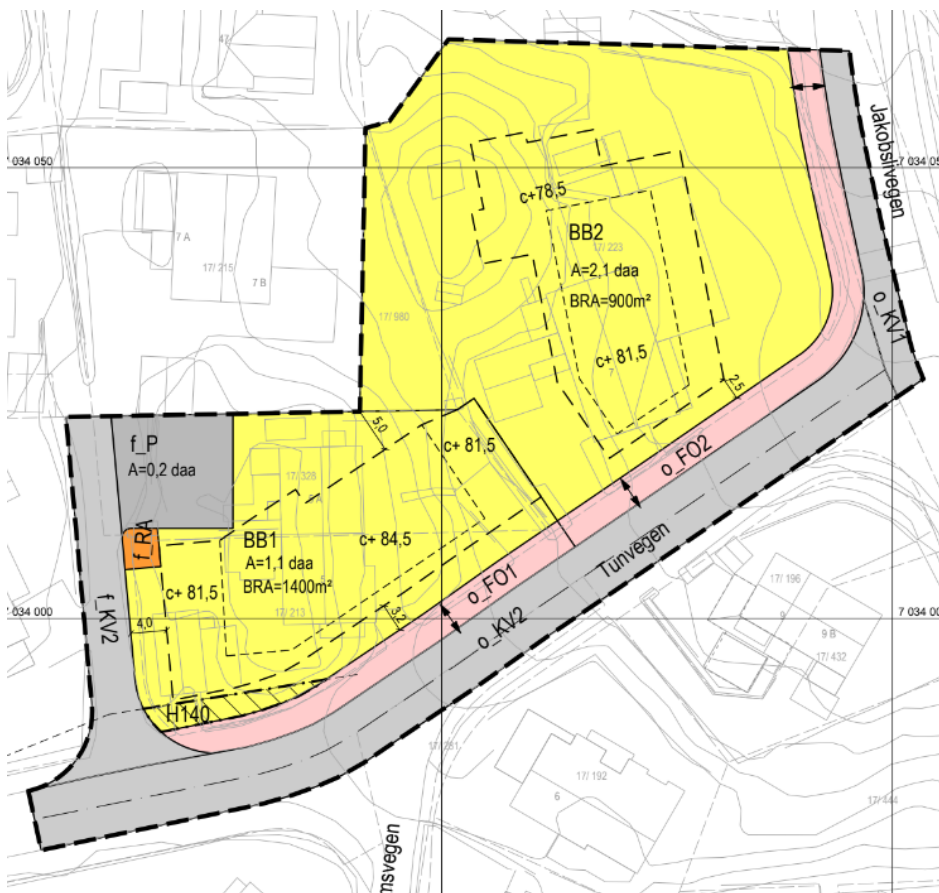 47
7 034 050
7 034 05
Jakobslivegen
c+78,5
BB2
17/ 223
A=2,1 daa
BRA=900m²
7 A
17/ 215
7 B
17/ 980
o_KV1
c+ 81,5
7
2,5
5,0
f_P
A=0,2 daa
c+ 81,5
o_FO2
17/ 328
f_RA
BB1
A=1,1 daa
BRA=1400m²
c+ 84,5
Tunvegen
c+ 81,5
o_FO1
17/ 196
034 000
17/ 213
3,2
7 034 0
f_KV2
4,0
o_KV2
9 B
17/ 432
H140
17/ 281
17/ 192
6
17/ 444
msvegen